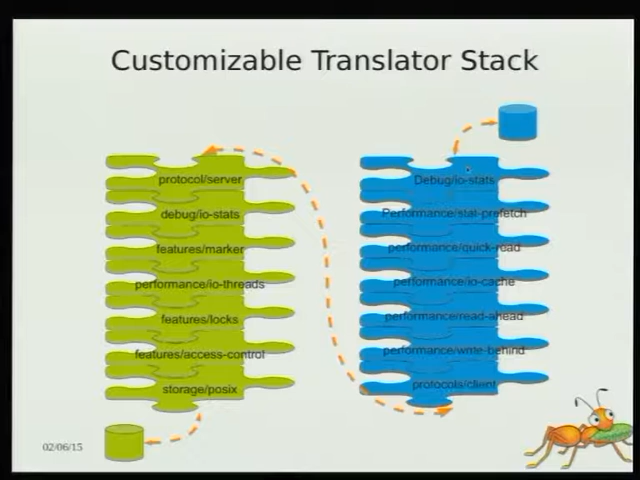 Customizable Translator Stack
protocol/server
debug/io-stats
features/marker
performance/io-threads
features/locks
features/access-control
storage/posix
Debug/io-stats
Performance/stat-prefetch
performance/quick-read
performance/io-cache
performance/read-ahead
performance/write-behind
protocols/client
02/06/15